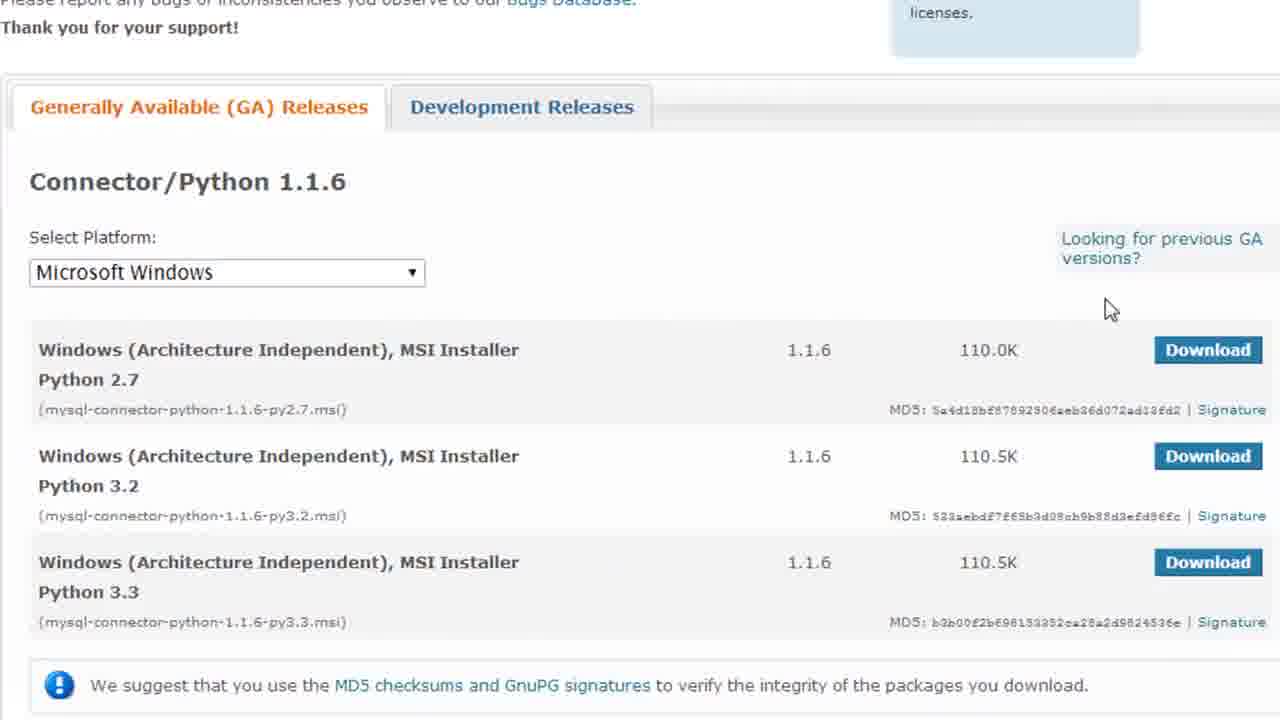 Please report any bugs or inconsistencies you observe to our Bugs Database.
Thank you for your support!
licenses.
Generally Available (GA) Releases
Development Releases
Connector/Python 1.1.6
Select Platform:
Looking for previous GA
versions?
Microsoft Windows
Windows (Architecture Independent), MSI Installer 1.1.6 110.0K Download
Python 2.7
(mysql-connector-python-1.1.6-py2.7.msi) MD5: | Signature
Windows (Architecture Independent), MSI Installer 1.1.6 110.5K Download
Python 3.2
(mysql-connector-python-1.1.6-py3.2.msi) MD5: | Signature
Windows (Architecture Independent), MSI Installer 1.1.6 110.5K Download
Python 3.3
(mysql-connector-python-1.1.6-py3.3.msi) MD5: | Signature
We suggest that you use the MD5 checksums and GnuPG signatures to verify the integrity of the packages you download.